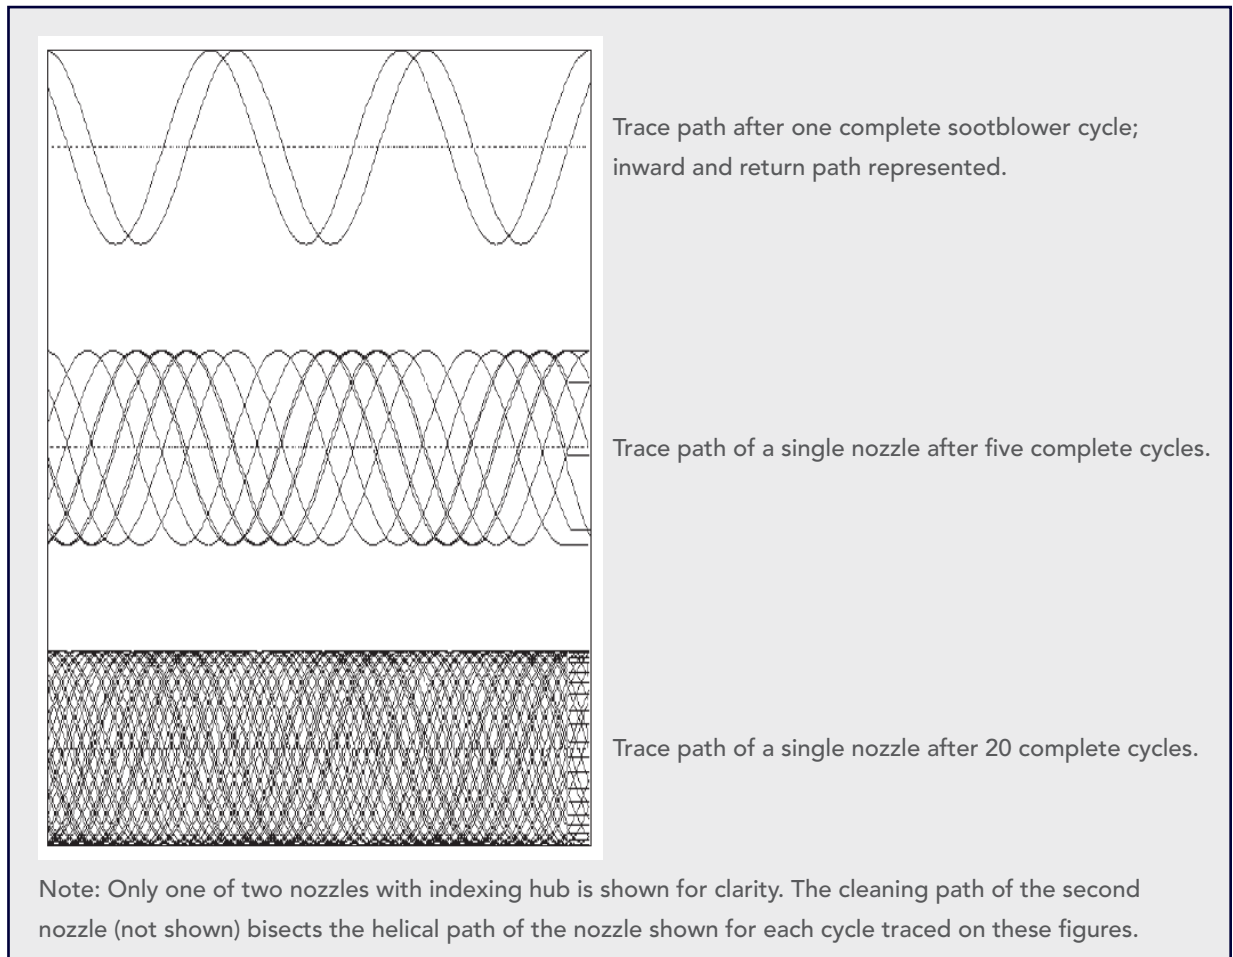 Trace path after one complete sootblower cycle;
inward and return path represented.
Trace path of a single nozzle after five complete cycles.
Trace path of a single nozzle after 20 complete cycles.
Note: Only one of two nozzles with indexing hub is shown for clarity. The cleaning path of the second
nozzle (not shown) bisects the helical path of the nozzle shown for each cycle traced on these figures.